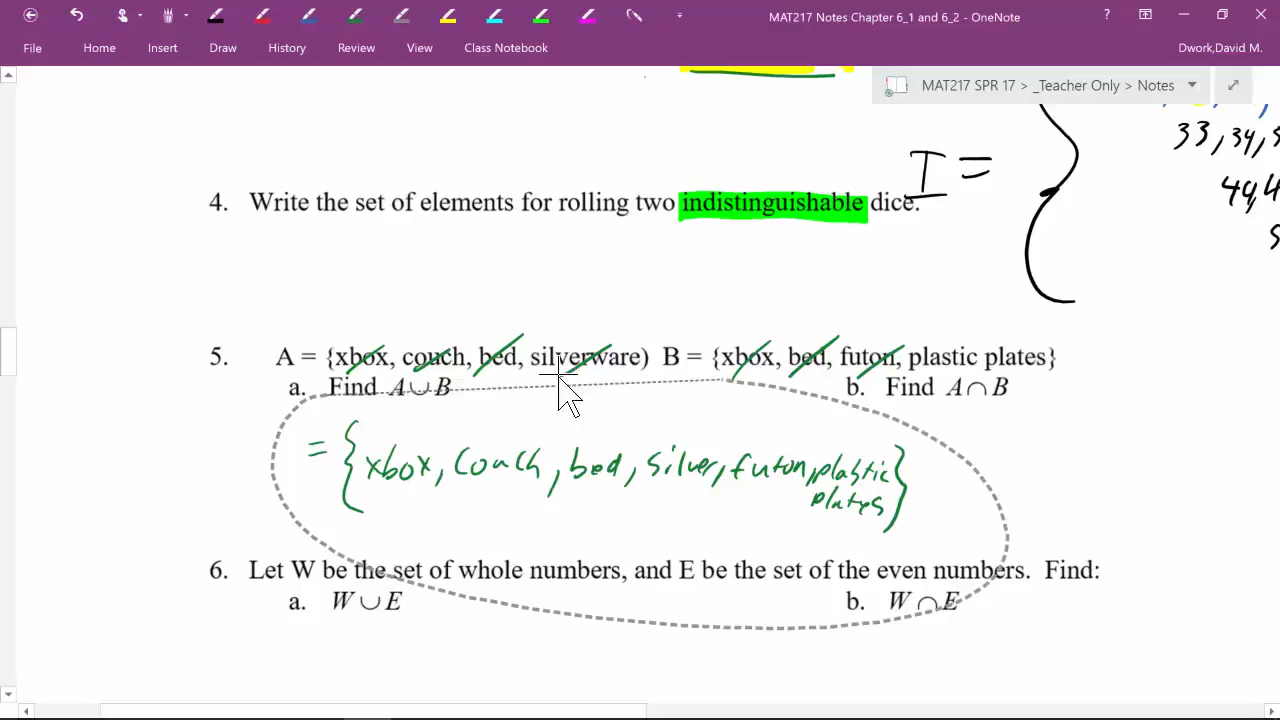 MAT217 Notes Chapter 6_1 and 6_2 - OneNote
File Home Insert Draw History Review View Class Notebook Dwork,David M.
MAT217 SPR 17 > _Teacher Only > Notes
I = {
33, 34,
44, 4
4. Write the set of elements for rolling two indistinguishable dice.
5. A = {xbox, couch, bed, silverware) B = {xbox, bed, futon, plastic plates}
a. Find A∪B b. Find A∩B
= {xbox, couch, bed, silver, futon, plastic
plates}
6. Let W be the set of whole numbers, and E be the set of the even numbers. Find:
a. W∪E b. W∩E